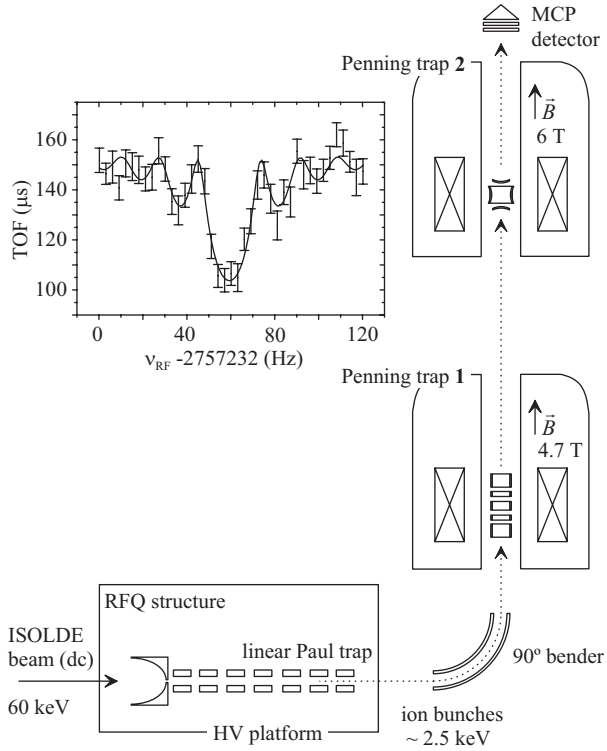 MCP
detector
Penning trap 2
B
6 T
160
140
120
100
TOF (μs)
0
40
80
120
νRF -2757232 (Hz)
Penning trap 1
B
4.7 T
RFQ structure
ISOLDE
beam (dc)
60 keV
linear Paul trap
HV platform
90º bender
ion bunches
~ 2.5 keV